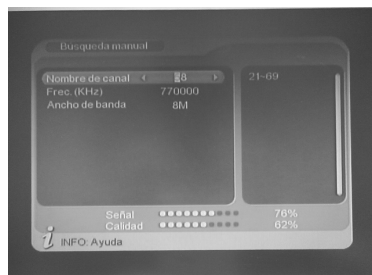 Búsqueda manual
Nombre de canal 58
Frec. (KHz) 770000
Ancho de banda 8M
21~69
Señal 76%
Calidad 62%
i INFO: Ayuda